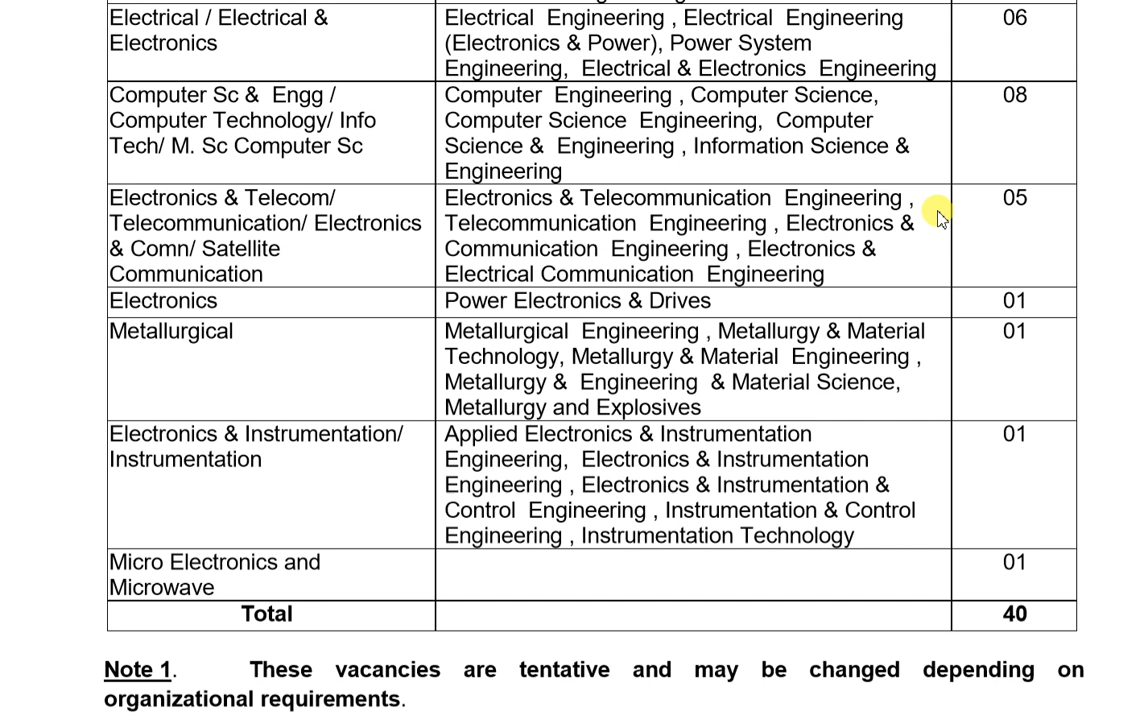 Electrical / Electrical &
Electronics
Electrical Engineering , Electrical Engineering
(Electronics & Power), Power System
Engineering, Electrical & Electronics Engineering
06
Computer Sc & Engg /
Computer Technology/ Info
Tech/ M. Sc Computer Sc
Computer Engineering , Computer Science,
Computer Science Engineering, Computer
Science & Engineering , Information Science &
Engineering
08
Electronics & Telecom/
Telecommunication/ Electronics
& Comn/ Satellite
Communication
Electronics & Telecommunication Engineering ,
Telecommunication Engineering , Electronics &
Communication Engineering , Electronics &
Electrical Communication Engineering
05
Electronics
Power Electronics & Drives
01
Metallurgical
Metallurgical Engineering , Metallurgy & Material
Technology, Metallurgy & Material Engineering ,
Metallurgy & Engineering & Material Science,
Metallurgy and Explosives
01
Electronics & Instrumentation/
Instrumentation
Applied Electronics & Instrumentation
Engineering, Electronics & Instrumentation
Engineering , Electronics & Instrumentation &
Control Engineering , Instrumentation & Control
Engineering , Instrumentation Technology
01
Micro Electronics and
Microwave
01
Total
40
Note 1. These vacancies are tentative and may be changed depending on
organizational requirements.